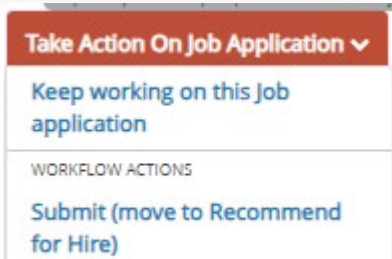 Take Action On Job Application
Keep working on this Job
application
WORKFLOW ACTIONS
Submit (move to Recommend
for Hire)